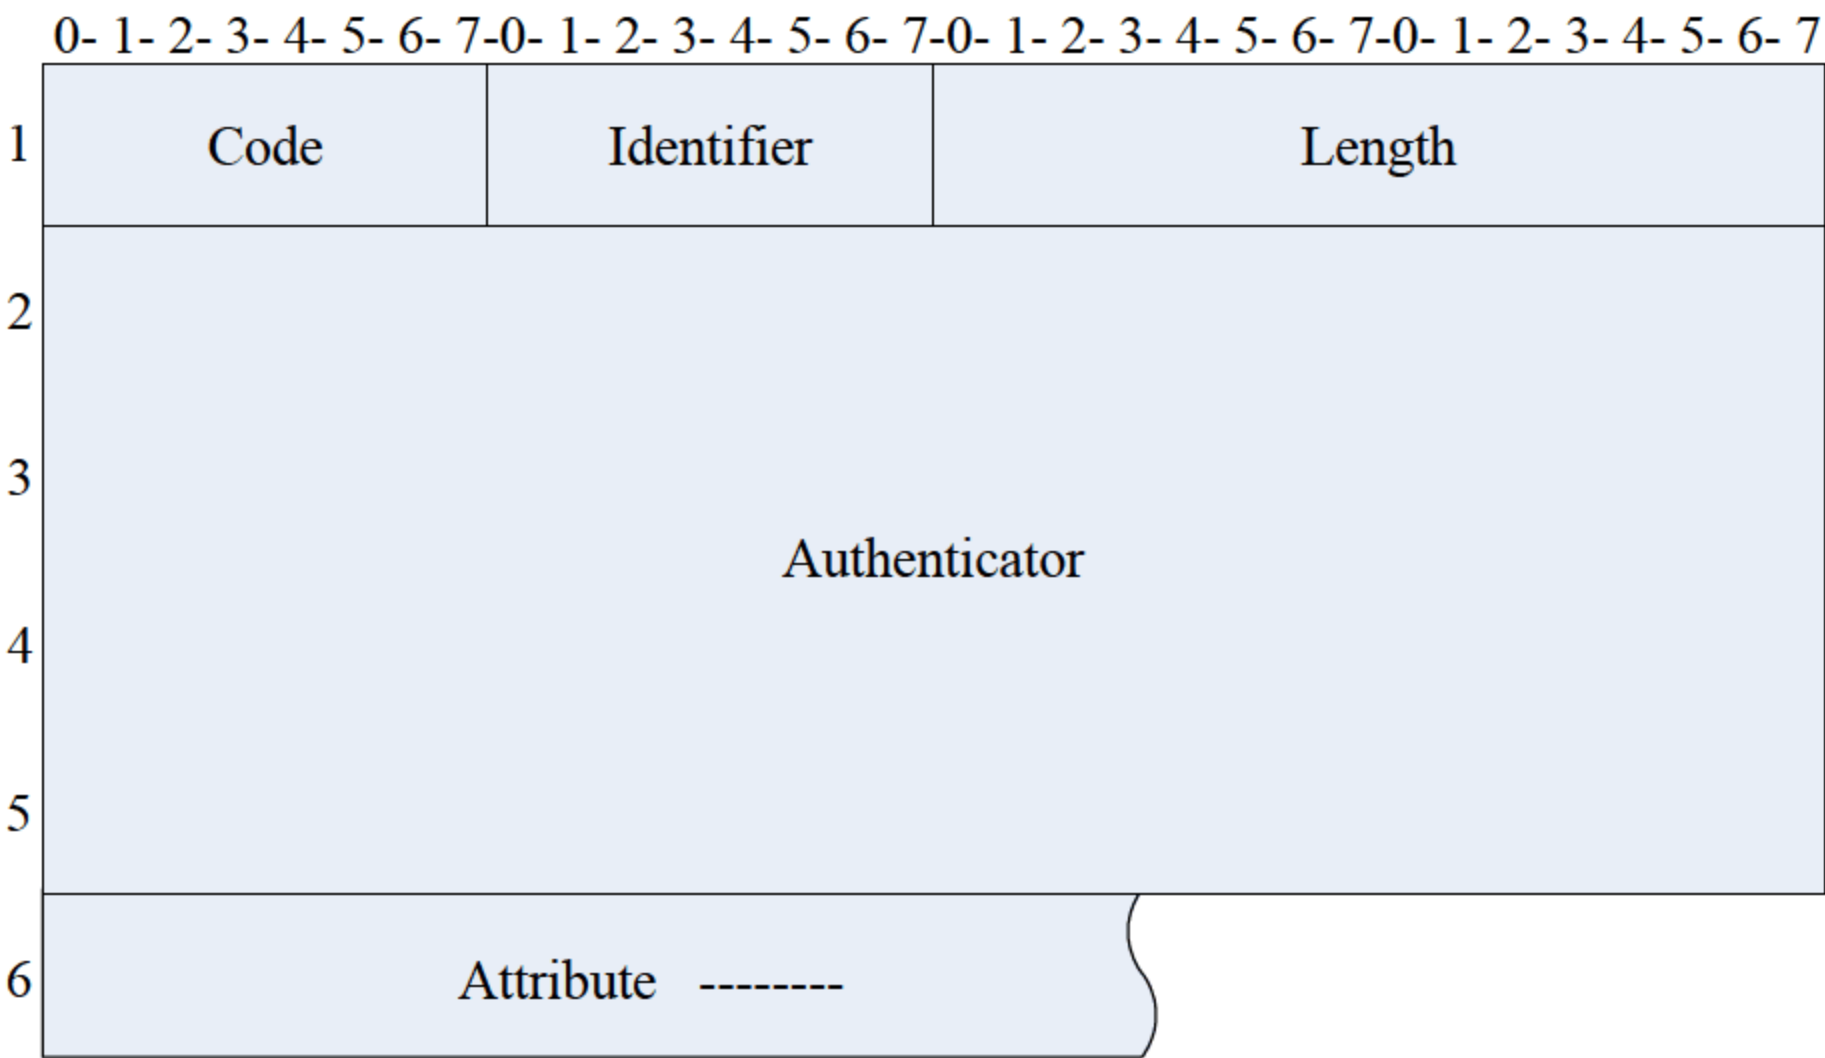 0- 1- 2- 3- 4- 5- 6- 7-0- 1- 2- 3- 4- 5- 6- 7-0- 1- 2- 3- 4- 5- 6- 7-0- 1- 2- 3- 4- 5- 6- 7
1 Code Identifier Length
2
3
Authenticator
4
5
6 Attribute --------